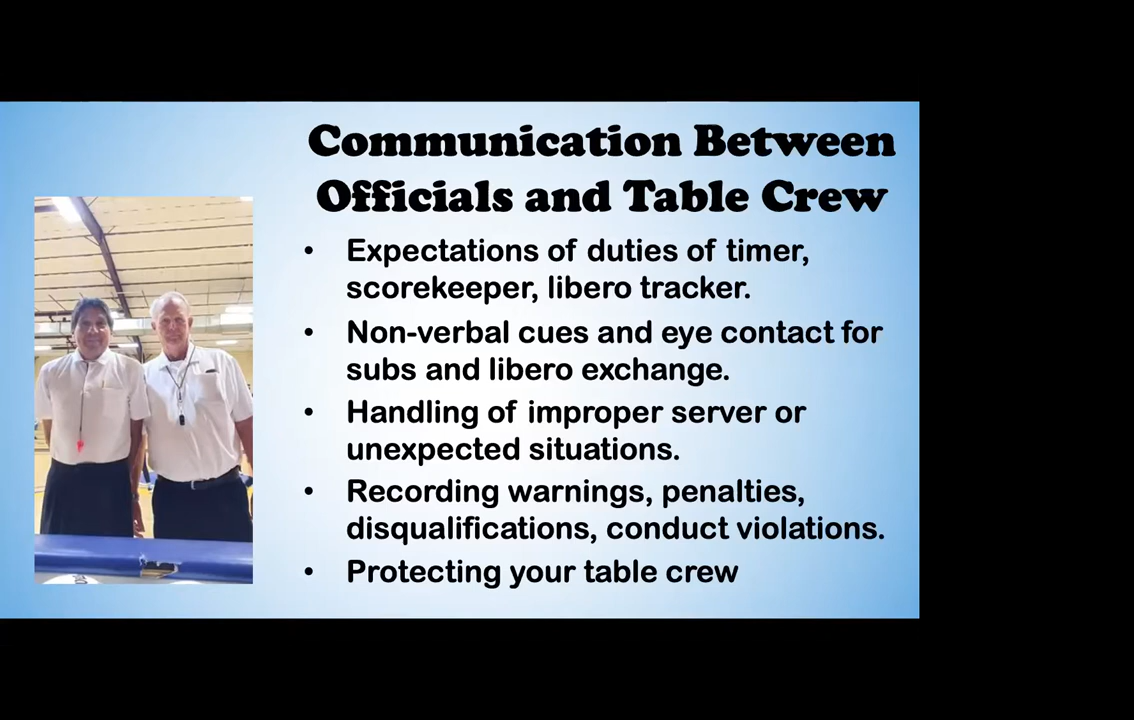 Communication Between
Officials and Table Crew
• Expectations of duties of timer,
scorekeeper, libero tracker.
• Non-verbal cues and eye contact for
subs and libero exchange.
• Handling of improper server or
unexpected situations.
• Recording warnings, penalties,
disqualifications, conduct violations.
• Protecting your table crew